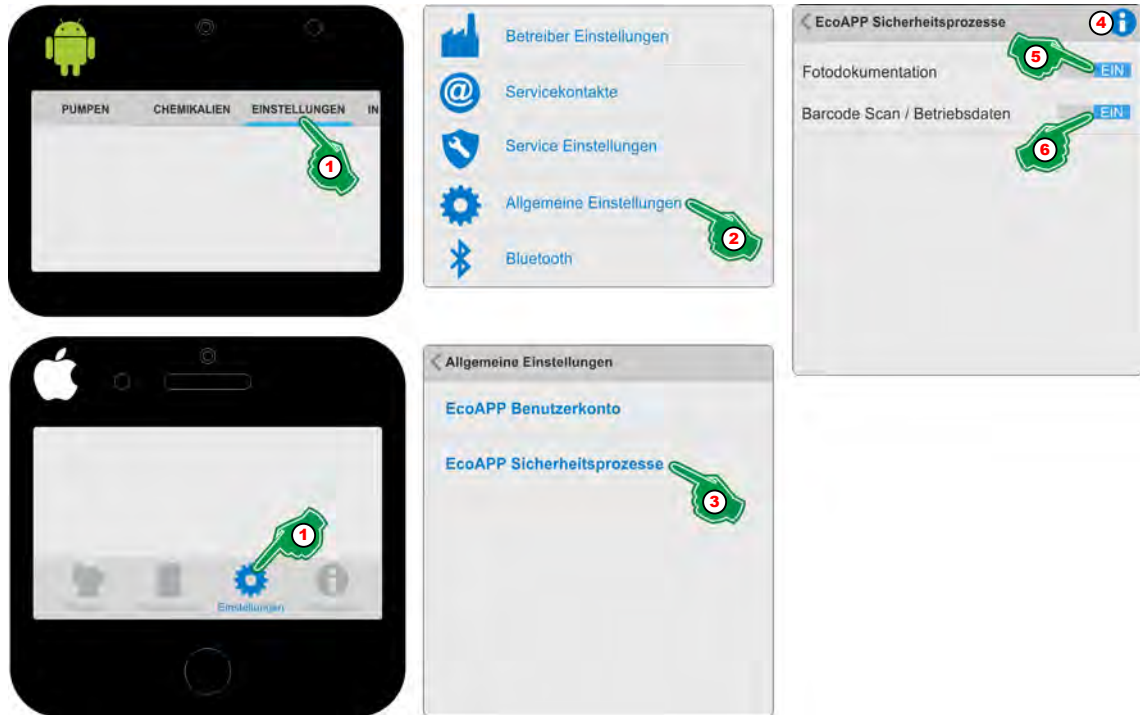 PUMPEN CHEMIKALIEN EINSTELLUNGEN IN
1
Betreiber Einstellungen
Servicekontakte
Service Einstellungen
Allgemeine Einstellungen
2
Bluetooth
EcoAPP Sicherheitsprozesse
4
5
Fotodokumentation EIN
Barcode Scan / Betriebsdaten EIN
6
1
Einstellungen
Allgemeine Einstellungen
EcoAPP Benutzerkonto
EcoAPP Sicherheitsprozesse
3